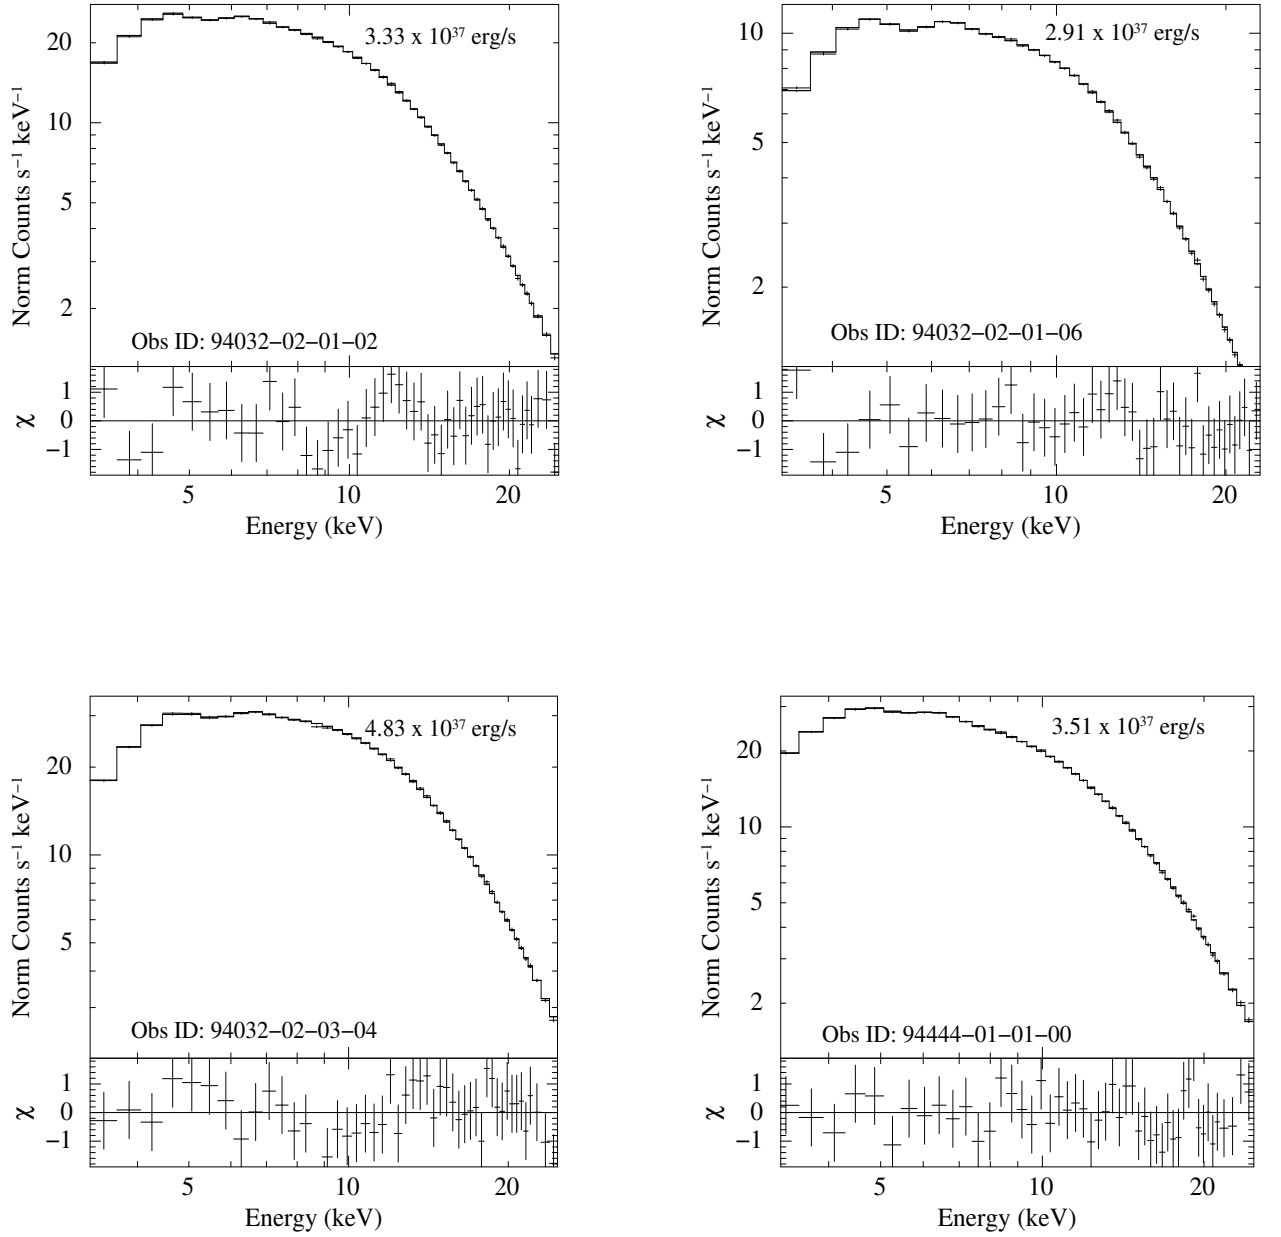 3.33 x 10³⁷ erg/s
20
10
5
2
Norm Counts s⁻¹ keV⁻¹
Obs ID: 94032−02−01−02
1
0
−1
χ
5 10 20
Energy (keV)
2.91 x 10³⁷ erg/s
10
5
2
Norm Counts s⁻¹ keV⁻¹
Obs ID: 94032−02−01−06
1
0
−1
χ
5 10 20
Energy (keV)
4.83 x 10³⁷ erg/s
20
10
5
Norm Counts s⁻¹ keV⁻¹
Obs ID: 94032−02−03−04
1
0
−1
χ
5 10 20
Energy (keV)
3.51 x 10³⁷ erg/s
20
10
5
2
Norm Counts s⁻¹ keV⁻¹
Obs ID: 94444−01−01−00
1
0
−1
χ
5 10 20
Energy (keV)